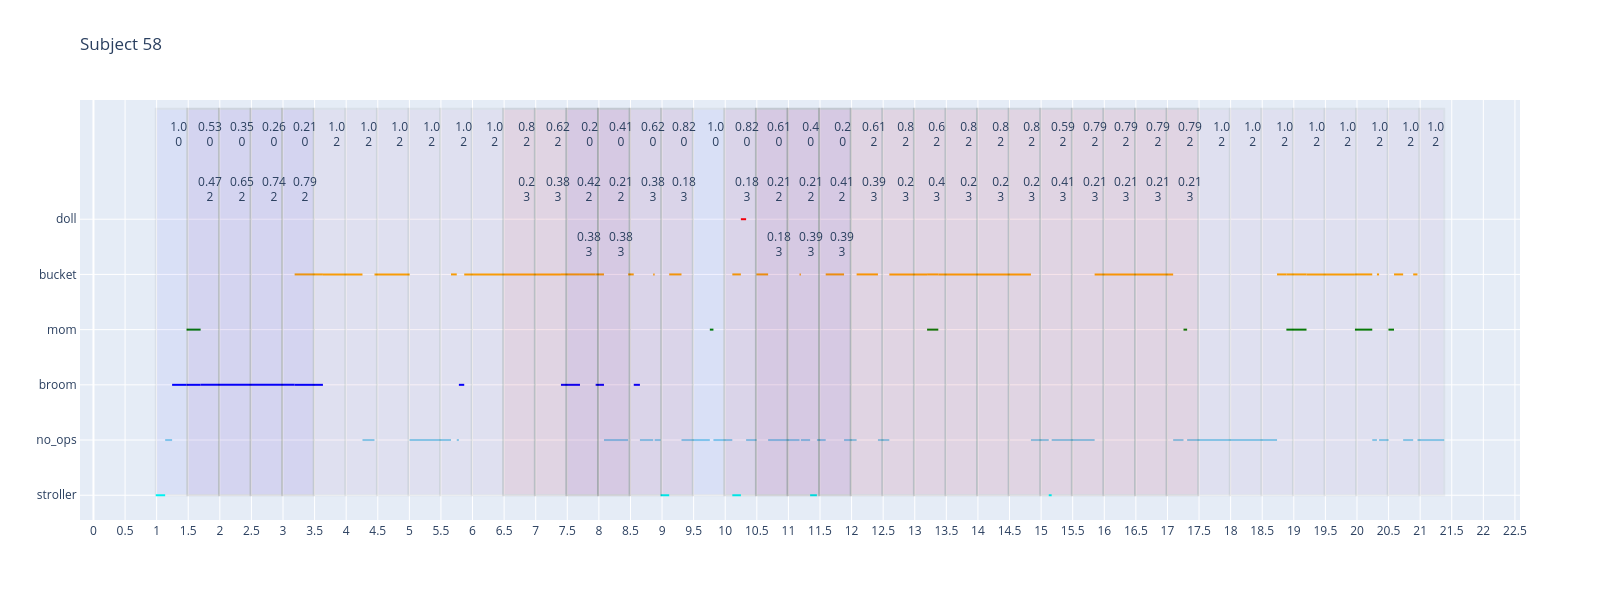 Subject 58
1.0 0.53 0.35 0.26 0.21 1.0 1.0 1.0 1.0 1.0 1.0 0.8 0.62 0.2 0.41 0.62 0.82 1.0 0.82 0.61 0.4 0.2 0.61 0.8 0.6 0.8 0.8 0.8 0.59 0.79 0.79 0.79 0.79 1.0 1.0 1.0 1.0 1.0 1.0 1.0 1.0
0 0 0 0 0 2 2 2 2 2 2 2 2 0 0 0 0 0 0 0 0 0 2 2 2 2 2 2 2 2 2 2 2 2 2 2 2 2 2 2 2
0.47 0.65 0.74 0.79 0.2 0.38 0.42 0.21 0.38 0.18 0.18 0.21 0.21 0.41 0.39 0.2 0.4 0.2 0.2 0.2 0.41 0.21 0.21 0.21 0.21
2 2 2 2 3 3 2 2 3 3 3 2 2 2 3 3 3 3 3 3 3 3 3 3 3
doll
0.38 0.38 0.18 0.39 0.39
3 3 3 3 3
bucket
mom
broom
no_ops
stroller
0 0.5 1 1.5 2 2.5 3 3.5 4 4.5 5 5.5 6 6.5 7 7.5 8 8.5 9 9.5 10 10.5 11 11.5 12 12.5 13 13.5 14 14.5 15 15.5 16 16.5 17 17.5 18 18.5 19 19.5 20 20.5 21 21.5 22 22.5